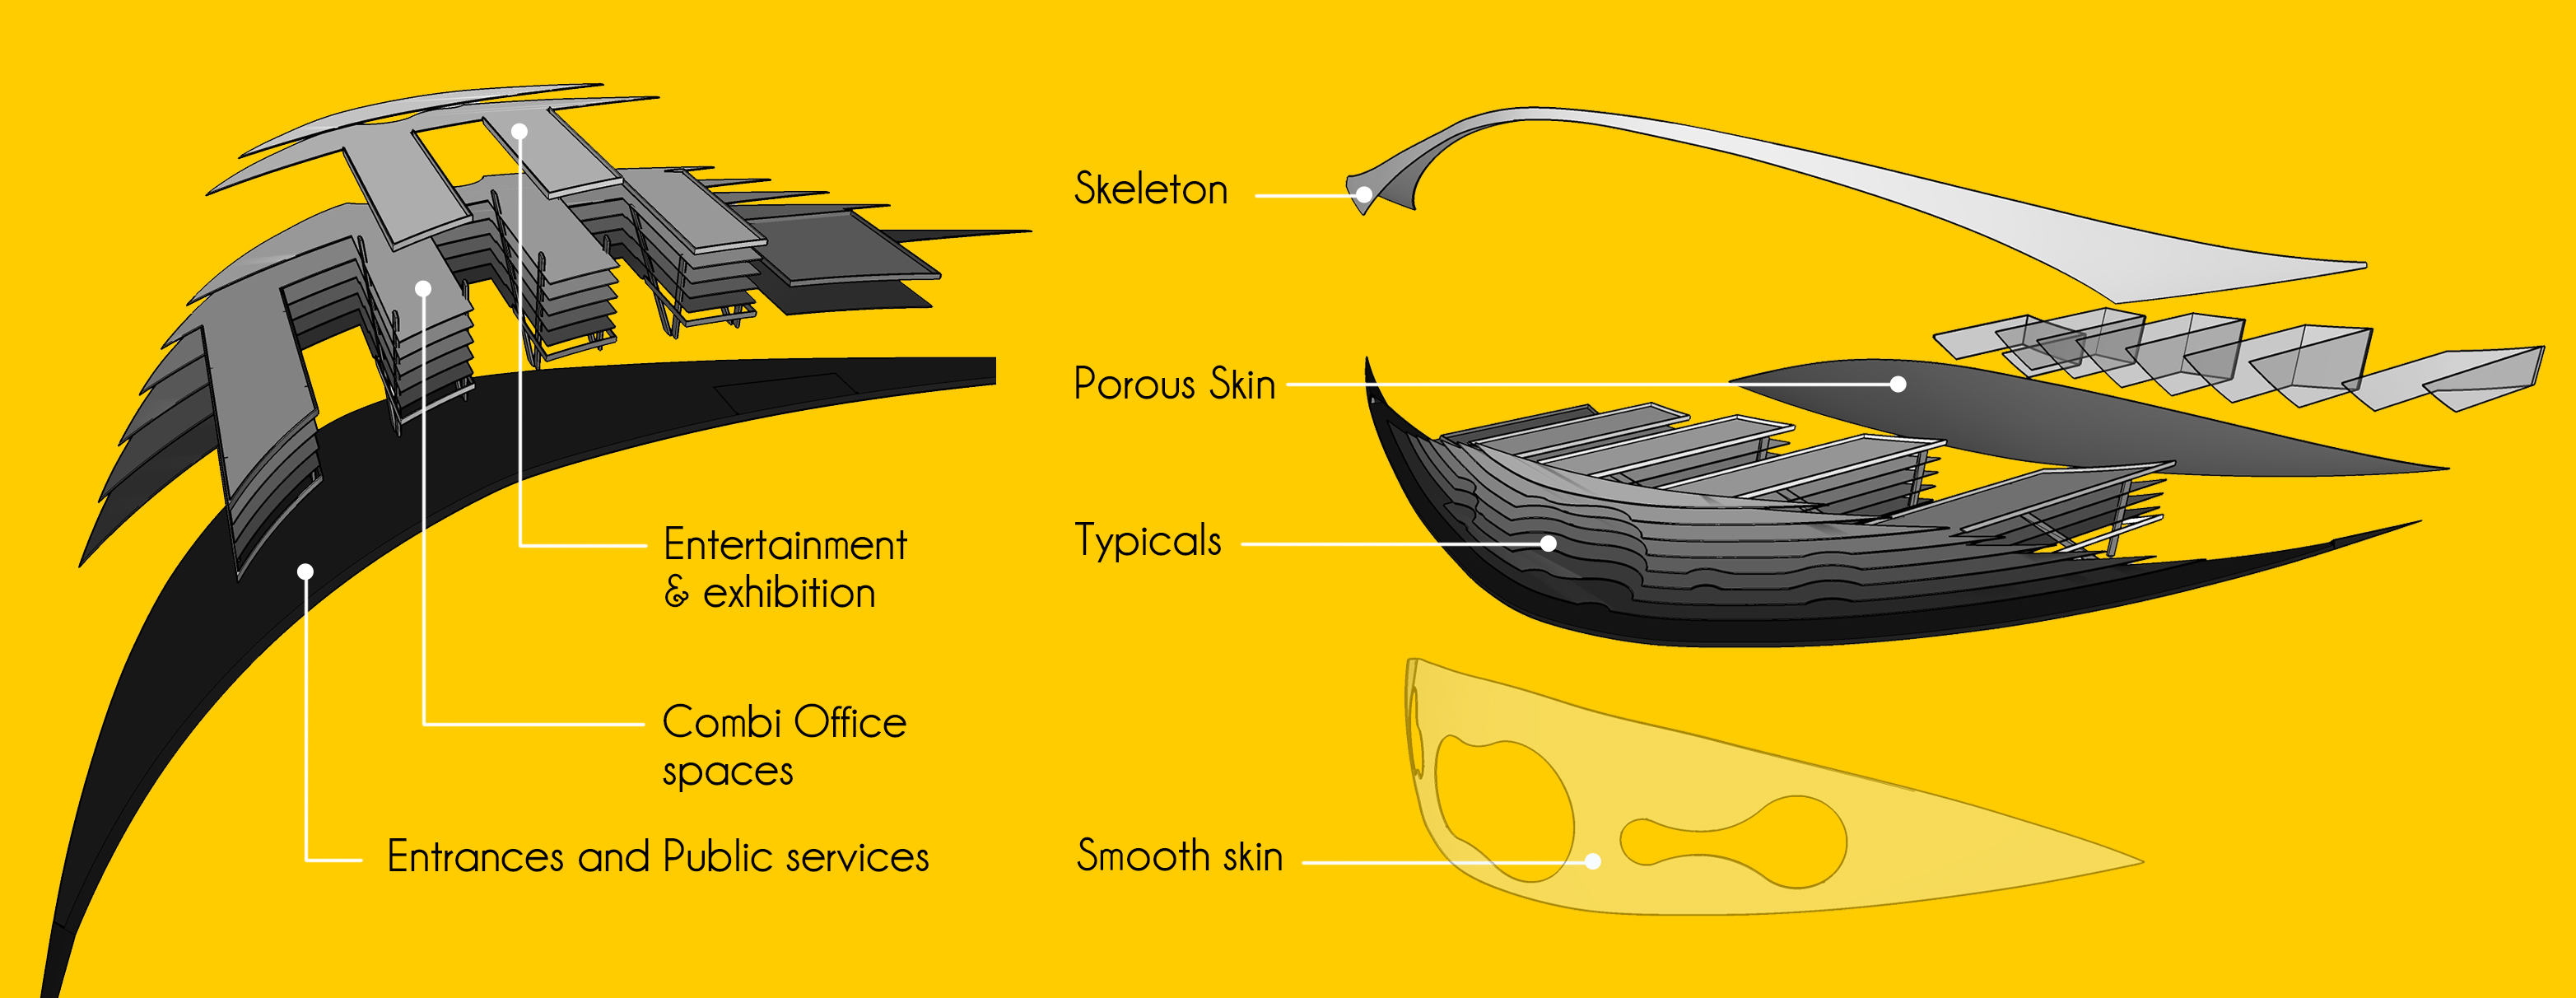 Entertainment
& exhibition
Combi Office
spaces
Entrances and Public services
Skeleton
Porous Skin
Typicals
Smooth skin